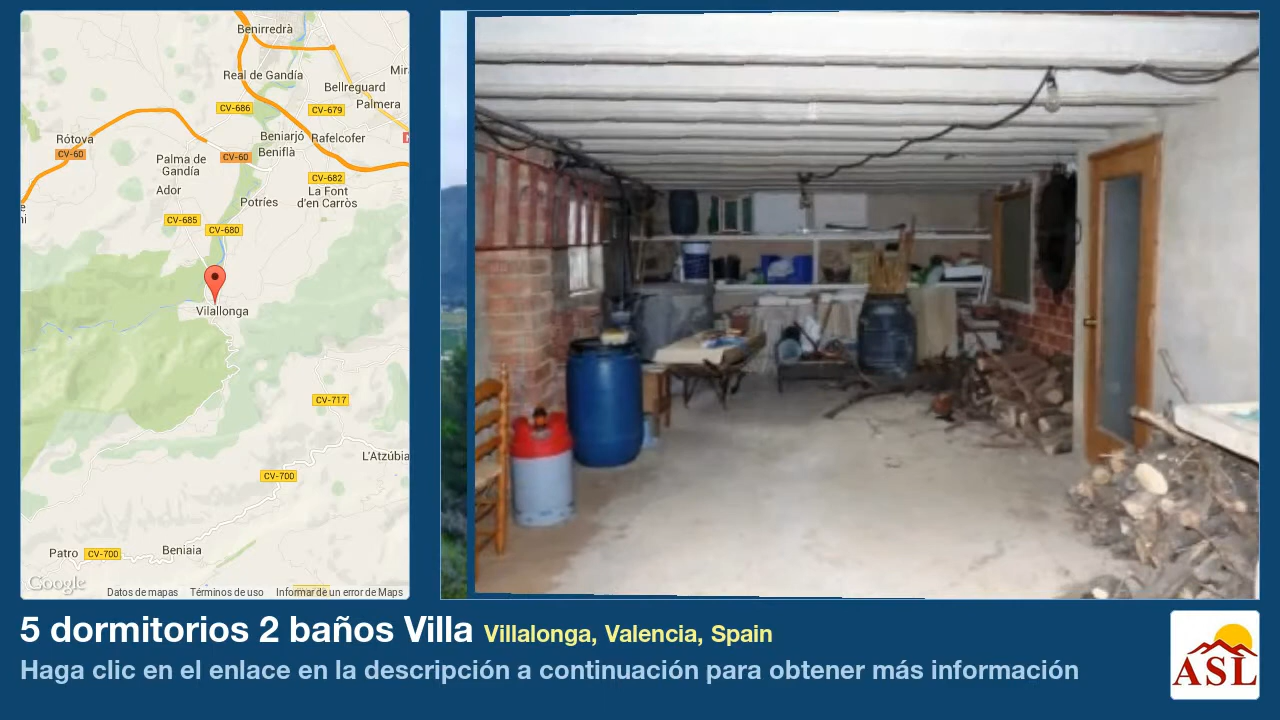 Benirredrà
Real de Gandía
Bellreguard
Palmera
CV-686
CV-679
Rótova
CV-60
Beniarjó
Rafelcofer
Beniflà
Palma de
Gandía
CV-60
CV-682
Ador
La Font
d'en Carròs
Potríes
CV-685
CV-680
Vilallonga
CV-717
L'Atzúbia
CV-700
Patro
CV-700
Beniaia
Google
Datos de mapas
Términos de uso
Informar de un error de Maps
5 dormitorios 2 baños Villa Villalonga, Valencia, Spain
Haga clic en el enlace en la descripción a continuación para obtener más información
ASL